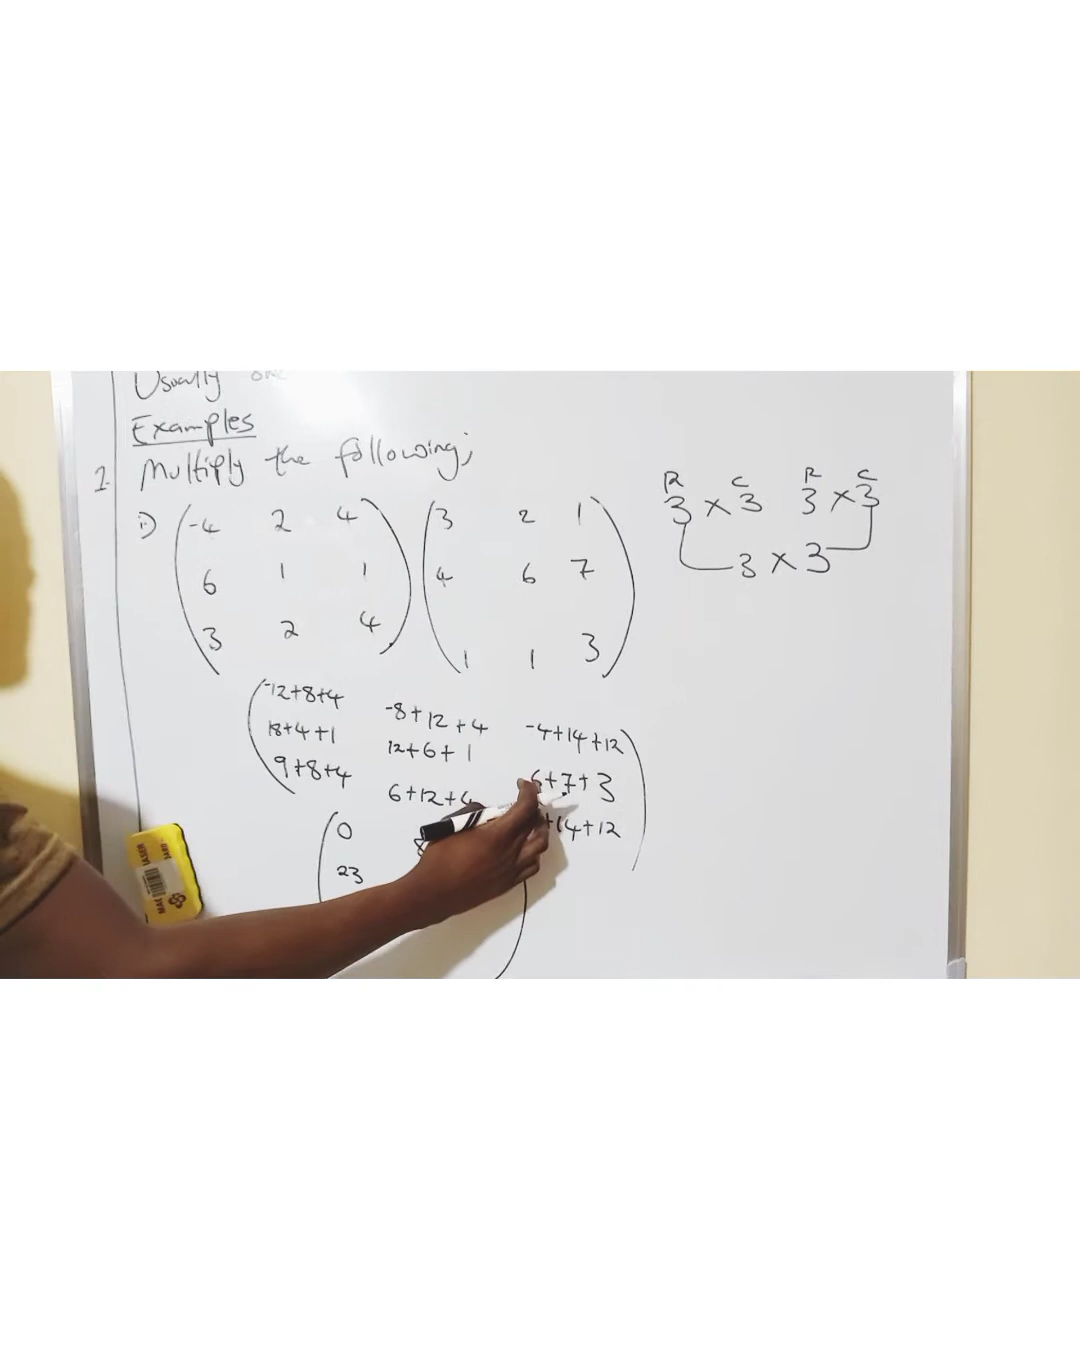 Usually one
Examples
1. Multiply the following;
i) (-4 2 4) (3 2 1)
6 1 1 4 6 7
3 2 4 1 1 3
R C R C
3 × 3 3 × 3
3 × 3
(-12+8+4 -8+12+4 -4+14+12)
18+4+1 12+6+1 6+7+3
9+8+4 6+12+4 +14+12
(0 8
23